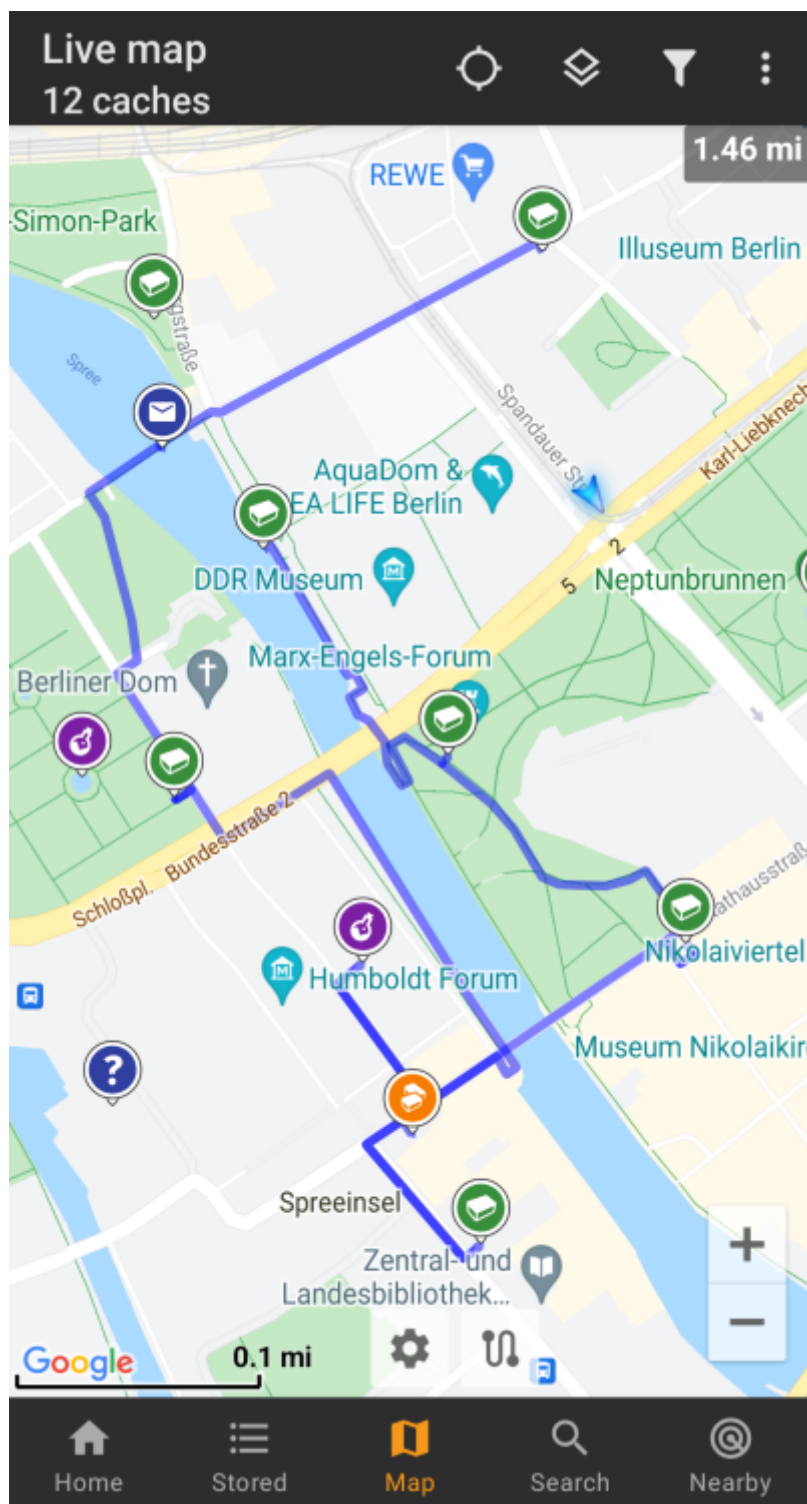 Live map
12 caches
1.46 mi
REWE
-Simon-Park
Illuseum Berlin
gstraße
Spree
Spandauer St
Karl-Liebknech
AquaDom &
EA LIFE Berlin
2
5
DDR Museum
Neptunbrunnen
Marx-Engels-Forum
Berliner Dom
Schloßpl.
Bundesstraße 2
athausstraß
Nikolaiviertel
Humboldt Forum
Museum Nikolaikir
?
Spreeinsel
Zentral- und
Landesbibliothek...
+
−
Google
0.1 mi
Home
Stored
Map
Search
Nearby